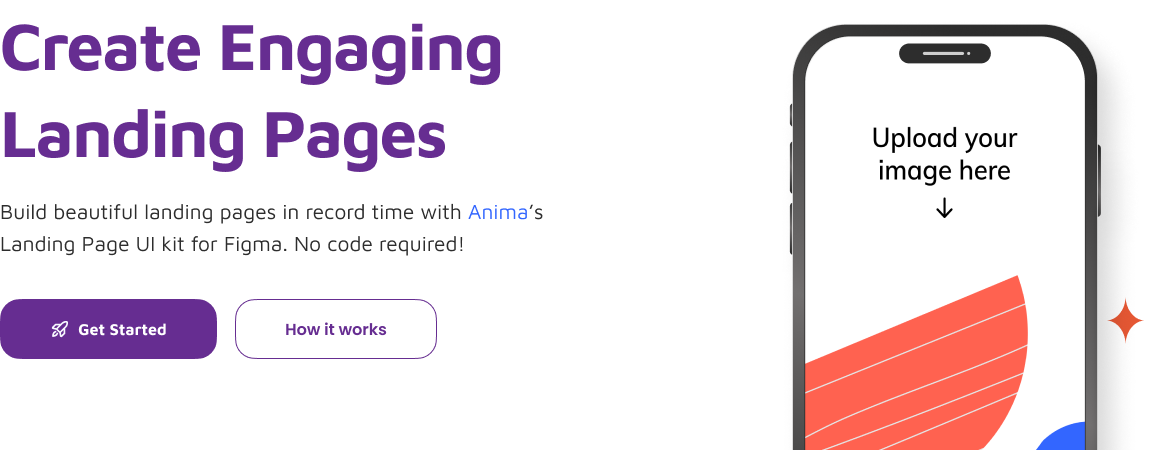 Create Engaging
Landing Pages
Build beautiful landing pages in record time with Anima’s
Landing Page UI kit for Figma. No code required!
Get Started
How it works
Upload your
image here
↓